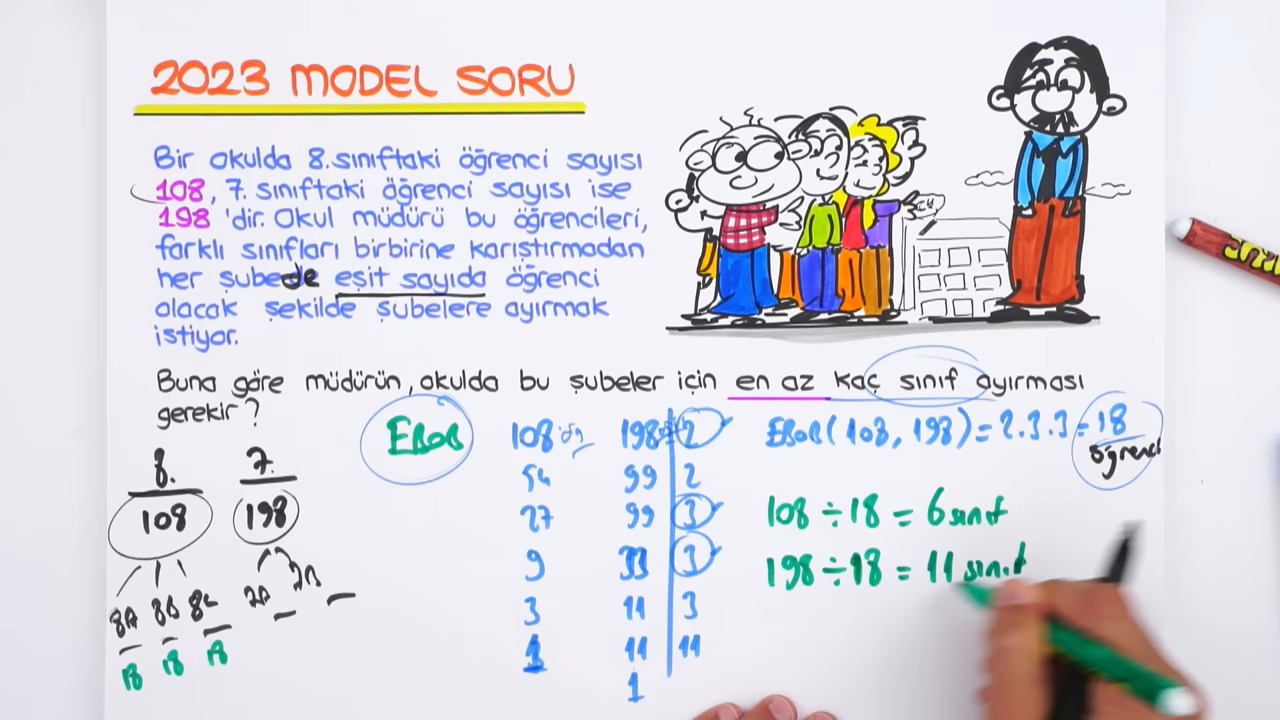 2023 MODEL SORU
Bir okulda 8.sınıftaki öğrenci sayısı
108, 7. sınıftaki öğrenci sayısı ise
198 'dir. Okul müdürü bu öğrencileri,
farklı sınıfları birbirine karıştırmadan
her şubede eşit sayıda öğrenci
olacak şekilde şubelere ayırmak
istiyor.
Buna göre müdürün, okulda bu şubeler için en az kaç sınıf ayırması
gerekir?
8. 7.
108 198
8A 8B 8C 7A 7B
18 18 18
EBOB
108 198 2
54 99 2
27 99 3
9 33 3
3 11 3
1 11 11
1
EBOB(108, 198) = 2.3.3 = 18
öğrenci
108 ÷ 18 = 6 sınıf
198 ÷ 18 = 11 sınıf